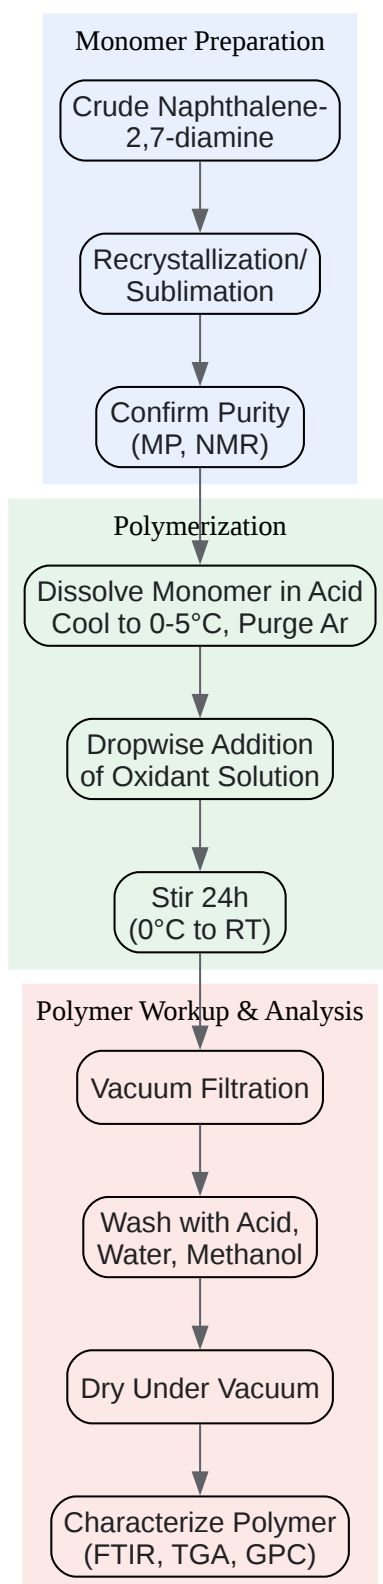 Monomer Preparation
Crude Naphthalene-
2,7-diamine
Recrystallization/
Sublimation
Confirm Purity
(MP, NMR)
Polymerization
Dissolve Monomer in Acid
Cool to 0-5°C, Purge Ar
Dropwise Addition
of Oxidant Solution
Stir 24h
(0°C to RT)
Polymer Workup & Analysis
Vacuum Filtration
Wash with Acid,
Water, Methanol
Dry Under Vacuum
Characterize Polymer
(FTIR, TGA, GPC)